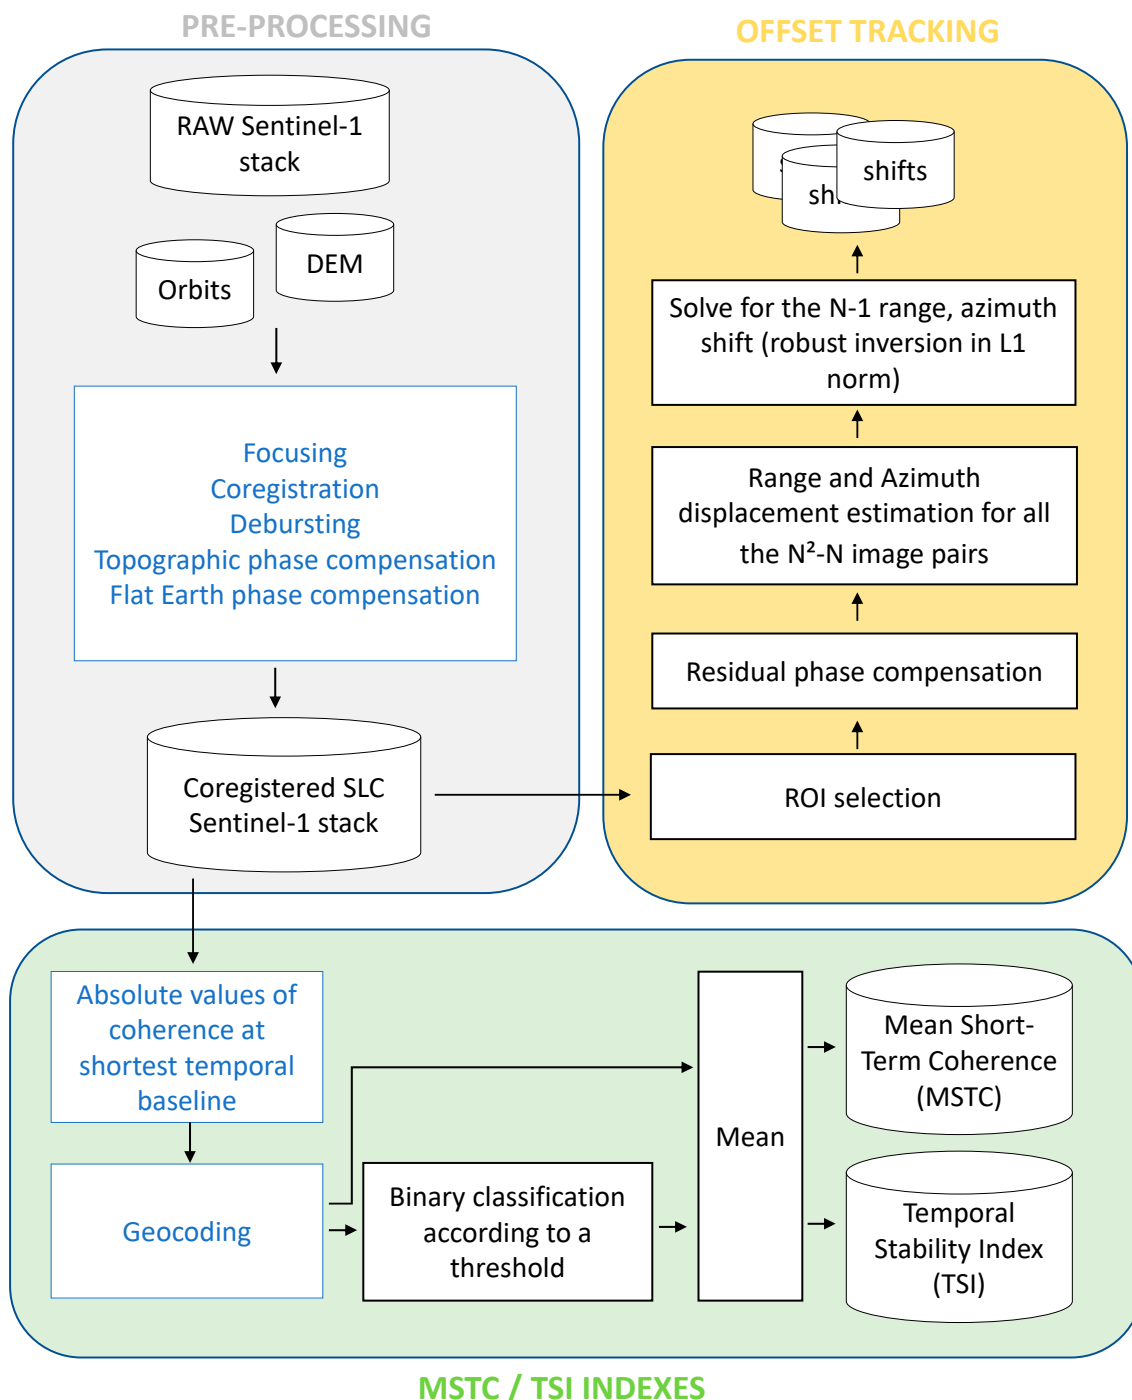 PRE-PROCESSING
RAW Sentinel-1
stack
DEM
Orbits
Focusing
Coregistration
Debursting
Topographic phase compensation
Flat Earth phase compensation
Coregistered SLC
Sentinel-1 stack
OFFSET TRACKING
shifts
Solve for the N-1 range, azimuth
shift (robust inversion in L1
norm)
Range and Azimuth
displacement estimation for all
the N²-N image pairs
Residual phase compensation
ROI selection
Absolute values of
coherence at
shortest temporal
baseline
Geocoding
Binary classification
according to a
threshold
Mean
Mean Short-
Term Coherence
(MSTC)
Temporal
Stability Index
(TSI)
MSTC / TSI INDEXES